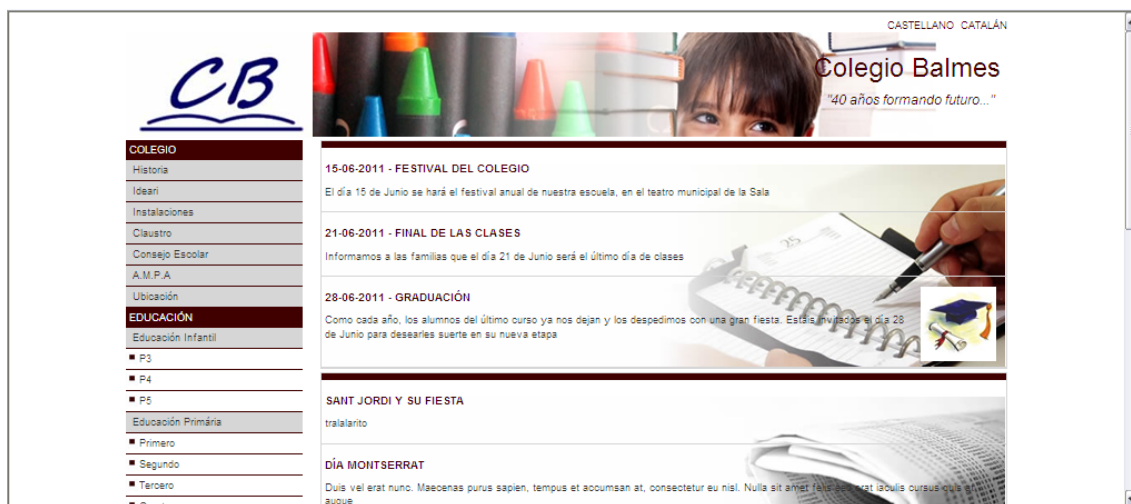 CASTELLANO CATALÁN
CB
Colegio Balmes
"40 años formando futuro..."
COLEGIO
Historia
Ideari
Instalaciones
Claustro
Consejo Escolar
A.M.P.A
Ubicación
EDUCACIÓN
Educación Infantil
P3
P4
P5
Educación Primária
Primero
Segundo
Tercero
15-06-2011 - FESTIVAL DEL COLEGIO
El día 15 de Junio se hará el festival anual de nuestra escuela, en el teatro municipal de la Sala
21-06-2011 - FINAL DE LAS CLASES
Informamos a las familias que el día 21 de Junio será el último día de clases
28-06-2011 - GRADUACIÓN
Como cada año, los alumnos del último curso ya nos dejan y los despedimos con una gran fiesta. Estáis invitados el día 28
de Junio para desearles suerte en su nueva etapa
25
SANT JORDI Y SU FIESTA
tralalarito
DÍA MONTSERRAT
Duis vel erat nunc. Maecenas purus sapien, tempus et accumsan at, consectetur eu nisl. Nulla sit amet felis sed erat iaculis cursus quis et
augue